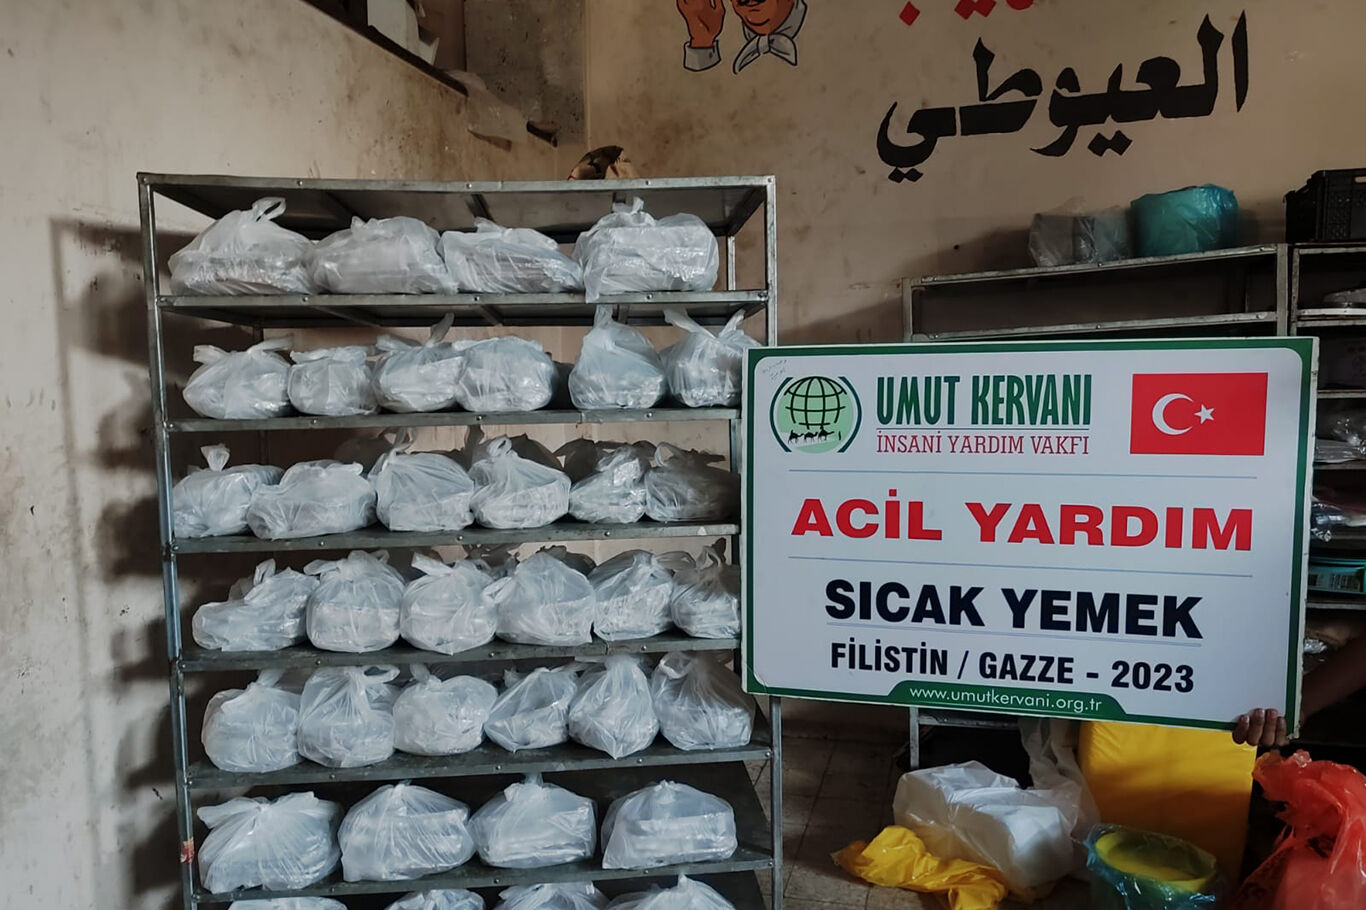 العيوطي
UMUT KERVANI
İNSANİ YARDIM VAKFI
ACİL YARDIM
SICAK YEMEK
FİLİSTİN / GAZZE - 2023
www.umutkervani.org.tr